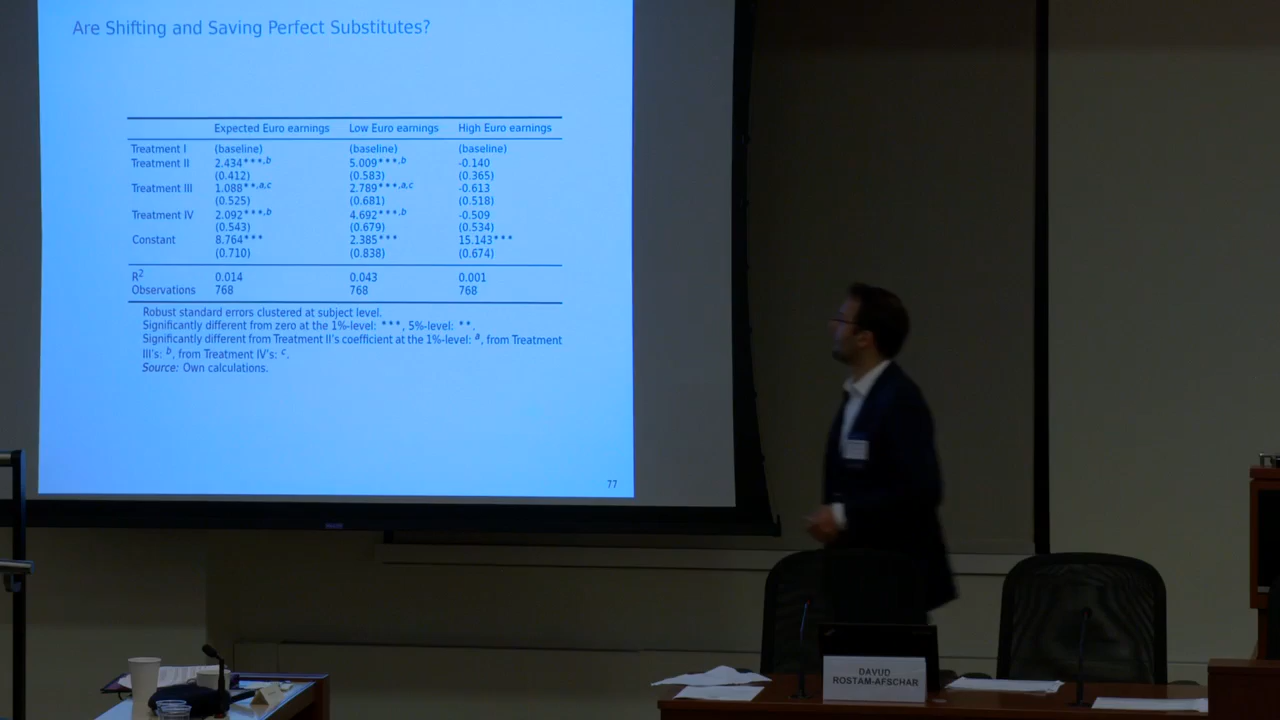 Are Shifting and Saving Perfect Substitutes?
Expected Euro earnings Low Euro earnings High Euro earnings
Treatment I (baseline) (baseline) (baseline)
Treatment II 2.434***,b 5.009***,b -0.140
(0.412) (0.583) (0.365)
Treatment III 1.088**,a,c 2.789***,a,c -0.613
(0.525) (0.681) (0.518)
Treatment IV 2.092***,b 4.692***,b -0.509
(0.543) (0.679) (0.534)
Constant 8.764*** 2.385*** 15.143***
(0.710) (0.838) (0.674)
R2 0.014 0.043 0.001
Observations 768 768 768
Robust standard errors clustered at subject level.
Significantly different from zero at the 1%-level: ***, 5%-level: **.
Significantly different from Treatment II's coefficient at the 1%-level: a, from Treatment
III's: b, from Treatment IV's: c.
Source: Own calculations.
77
DAVUD
ROSTAM-AFSCHAR